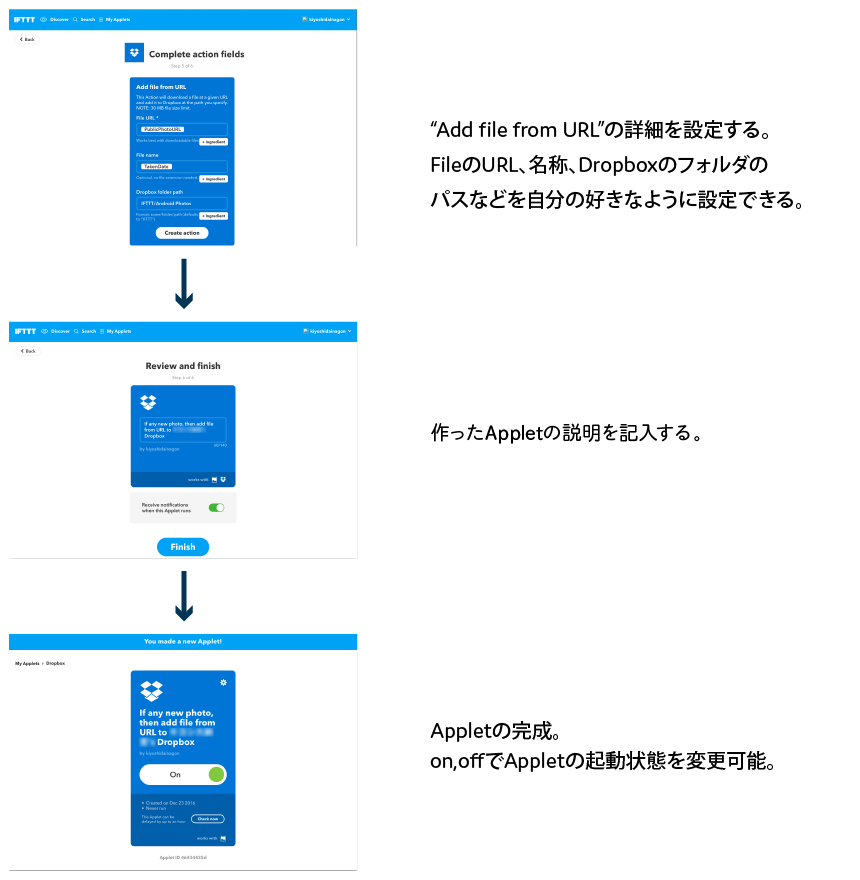 IFTTT Discover Search My Applets kiyoshidainagon
Back
Complete action fields
Step 5 of 6
Add file from URL
This Action will download a file at a given URL
and add it to Dropbox at the path you specify.
NOTE: 30 MB file size limit.
File URL *
PublicPhotoURL
Works best with downloadable files
+ Ingredient
File name
TakenDate
+ Ingredient
Dropbox folder path
IFTTT/Android Photos
+ Ingredient
Create action
“Add file from URL”の詳細を設定する。
FileのURL、名称、Dropboxのフォルダの
パスなどを自分の好きなように設定できる。
IFTTT Discover Search My Applets kiyoshidainagon
Back
Review and finish
Step 6 of 6
If any new photo, then add file
from URL to
Dropbox
by kiyoshidainagon
works with
Receive notifications
when this Applet runs
Finish
作ったAppletの説明を記入する。
You made a new Applet!
My Applets > Dropbox
If any new photo,
then add file from
URL to
Dropbox
by kiyoshidainagon
On
Created on Dec 23 2016
Never run
This Applet can be
delayed by up to an hour
Check now
works with
Appletの完成。
on,offでAppletの起動状態を変更可能。